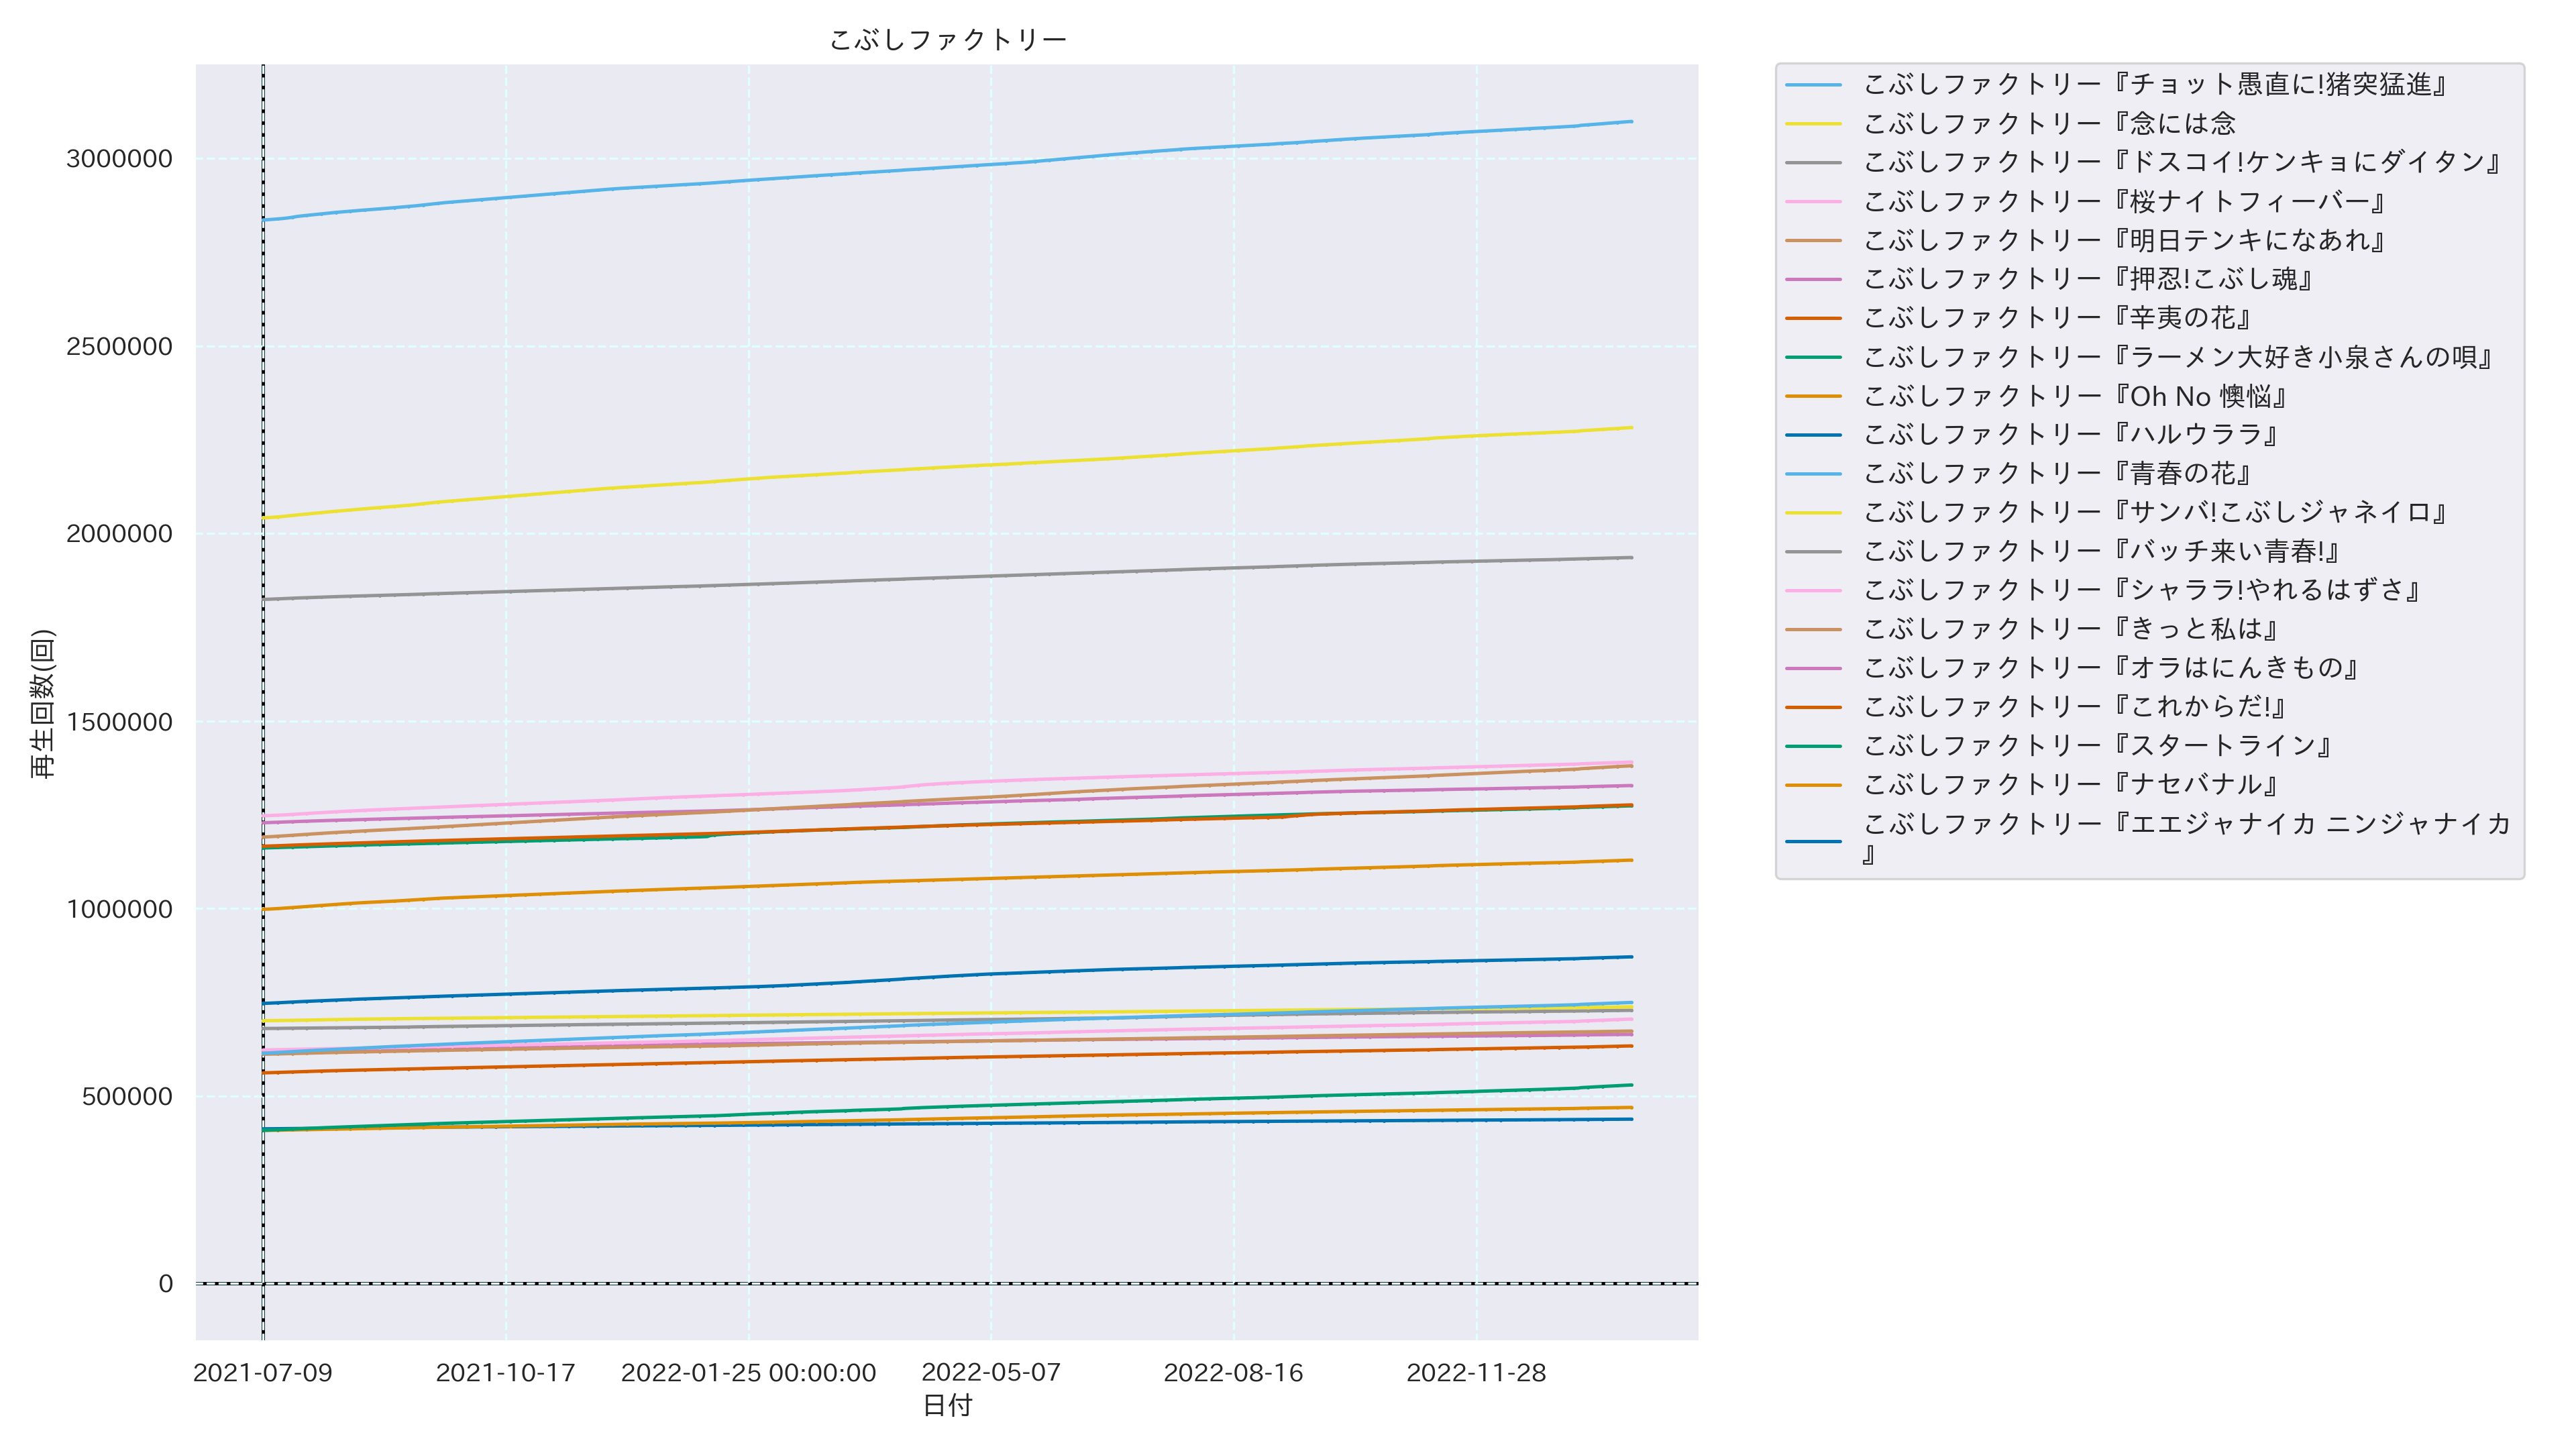 こぶしファクトリー
3000000
2500000
2000000
1500000
1000000
500000
0
再生回数(回)
2021-07-09
2021-10-17
2022-01-25 00:00:00
2022-05-07
2022-08-16
2022-11-28
日付
こぶしファクトリー『チョット愚直に!猪突猛進』
こぶしファクトリー『念には念
こぶしファクトリー『ドスコイ!ケンキョにダイタン』
こぶしファクトリー『桜ナイトフィーバー』
こぶしファクトリー『明日テンキになあれ』
こぶしファクトリー『押忍!こぶし魂』
こぶしファクトリー『辛夷の花』
こぶしファクトリー『ラーメン大好き小泉さんの唄』
こぶしファクトリー『Oh No 懊悩』
こぶしファクトリー『ハルウララ』
こぶしファクトリー『青春の花』
こぶしファクトリー『サンバ!こぶしジャネイロ』
こぶしファクトリー『バッチ来い青春!』
こぶしファクトリー『シャララ!やれるはずさ』
こぶしファクトリー『きっと私は』
こぶしファクトリー『オラはにんきもの』
こぶしファクトリー『これからだ!』
こぶしファクトリー『スタートライン』
こぶしファクトリー『ナセバナル』
こぶしファクトリー『エエジャナイカ ニンジャナイカ
』